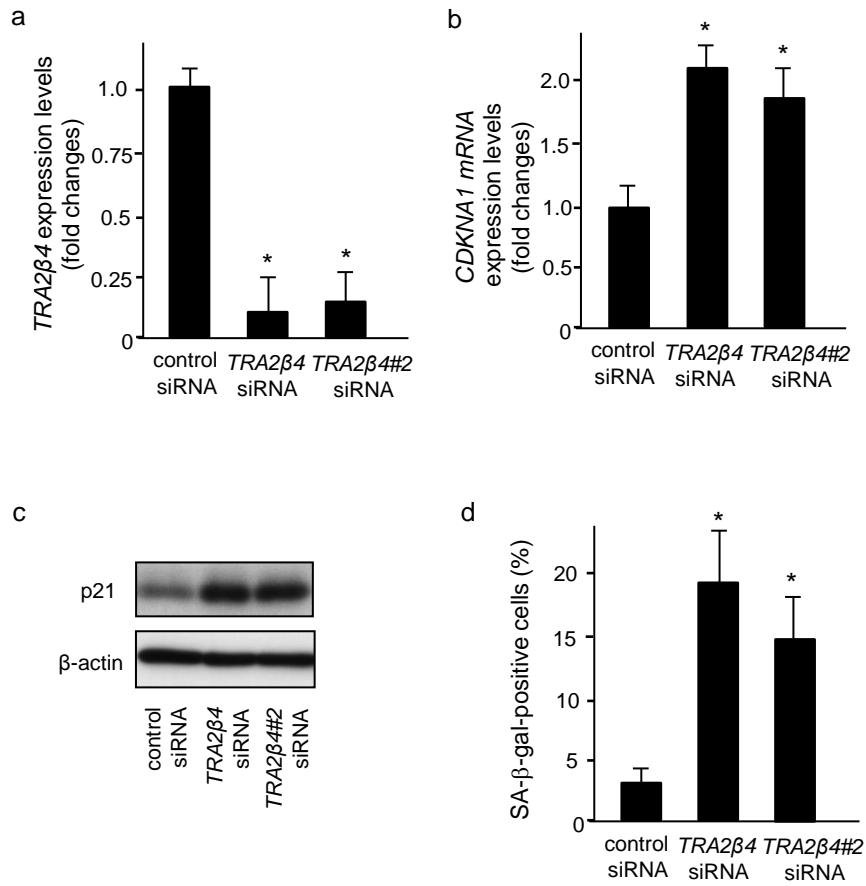 a
TRA2β4 expression levels
(fold changes)
1.0
0.75
0.5
0.25
0
*
*
control
siRNA
TRA2β4
siRNA
TRA2β4#2
siRNA
b
CDKNA1 mRNA
expression levels
(fold changes)
2.0
1.0
0.5
0
*
*
control
siRNA
TRA2β4
siRNA
TRA2β4#2
siRNA
c
p21
β-actin
control
siRNA
TRA2β4
siRNA
TRA2β4#2
siRNA
d
SA-β-gal-positive cells (%)
20
15
10
5
0
*
*
control
siRNA
TRA2β4
siRNA
TRA2β4#2
siRNA